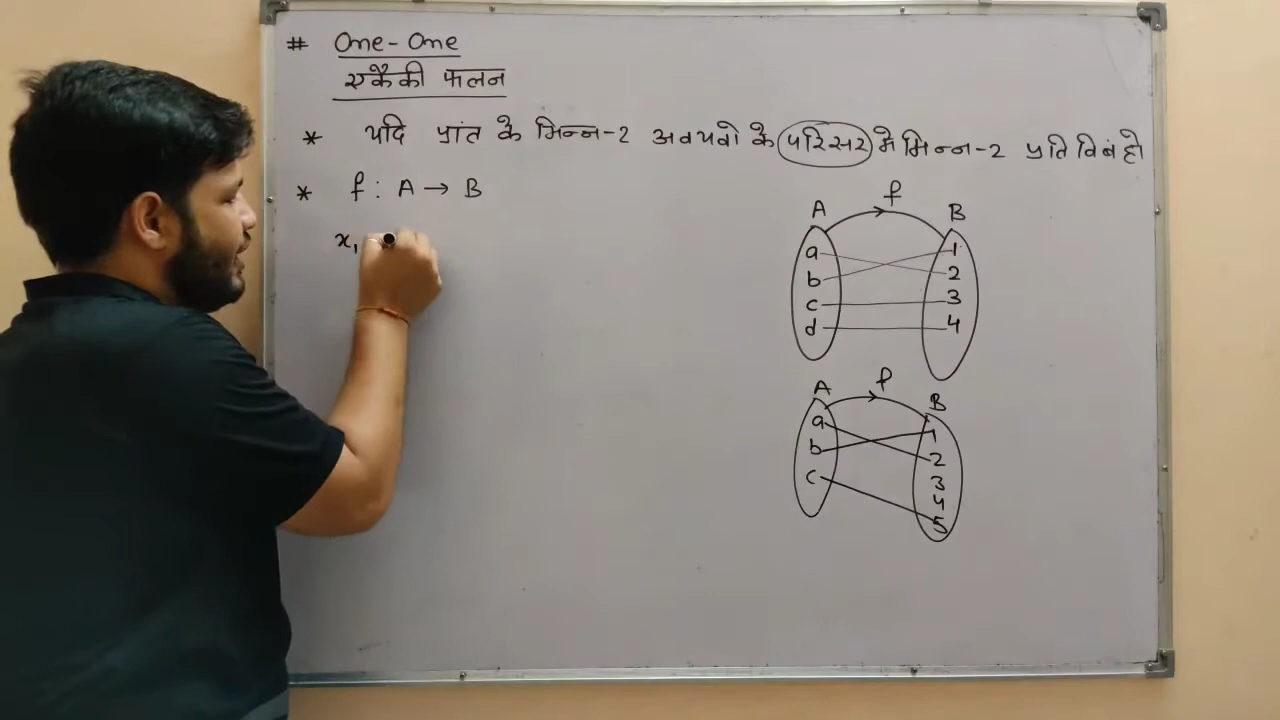 # One-One
एकैकी फलन
* यदि प्रांत के भिन्न-2 अवयवो के परिसर मे भिन्न-2 प्रतिविबं हो
* f : A → B
x₁
f
A B
a 1
b 2
c 3
d 4
f
A B
a 1
b 2
c 3
4
5